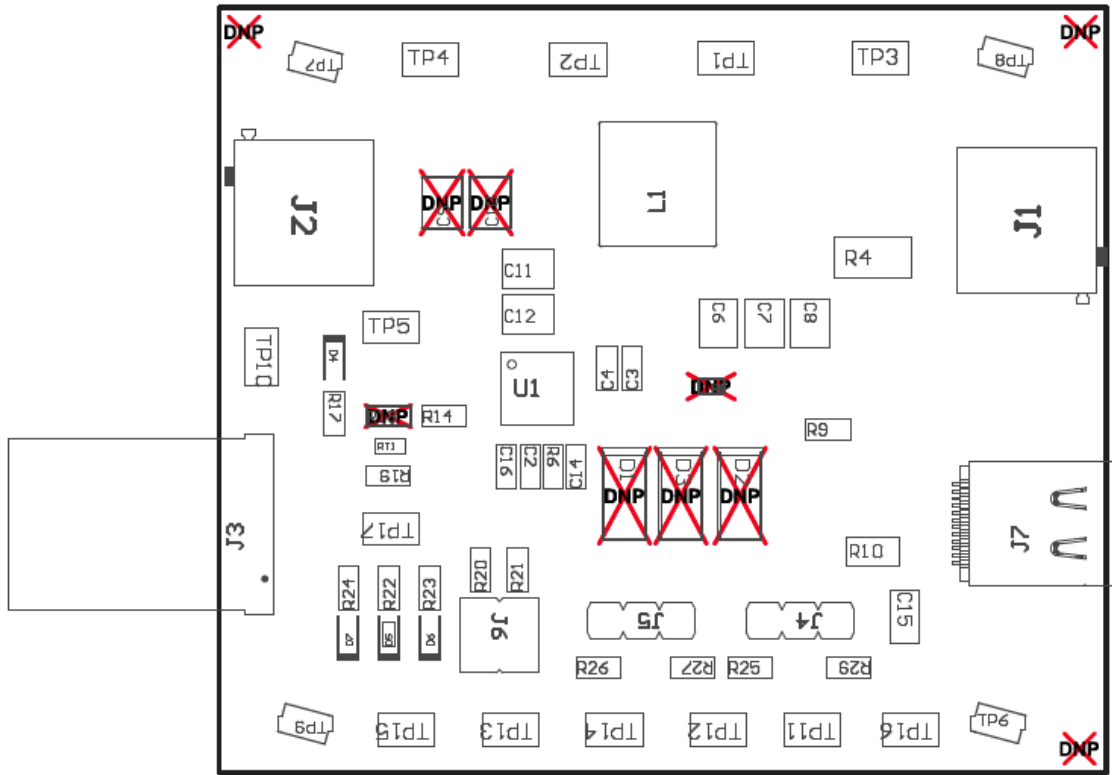 DNP
DNP
TP7
TP4
TP2
TP1
TP3
TP8
J2
DNP
DNP
L1
J1
R4
C11
C12
C6
C7
C8
TP5
TP10
D4
U1
C4
C3
DNP
R17
DNP
R14
R9
RT1
R19
C16
C2
R6
C14
D1
D3
D2
DNP
DNP
DNP
J3
TP17
J7
R10
R24
R22
R23
R20
R21
J6
J5
J4
C15
D7
D5
D6
R26
R27
R25
R29
TP9
TP15
TP13
TP14
TP12
TP11
TP16
TP6
DNP